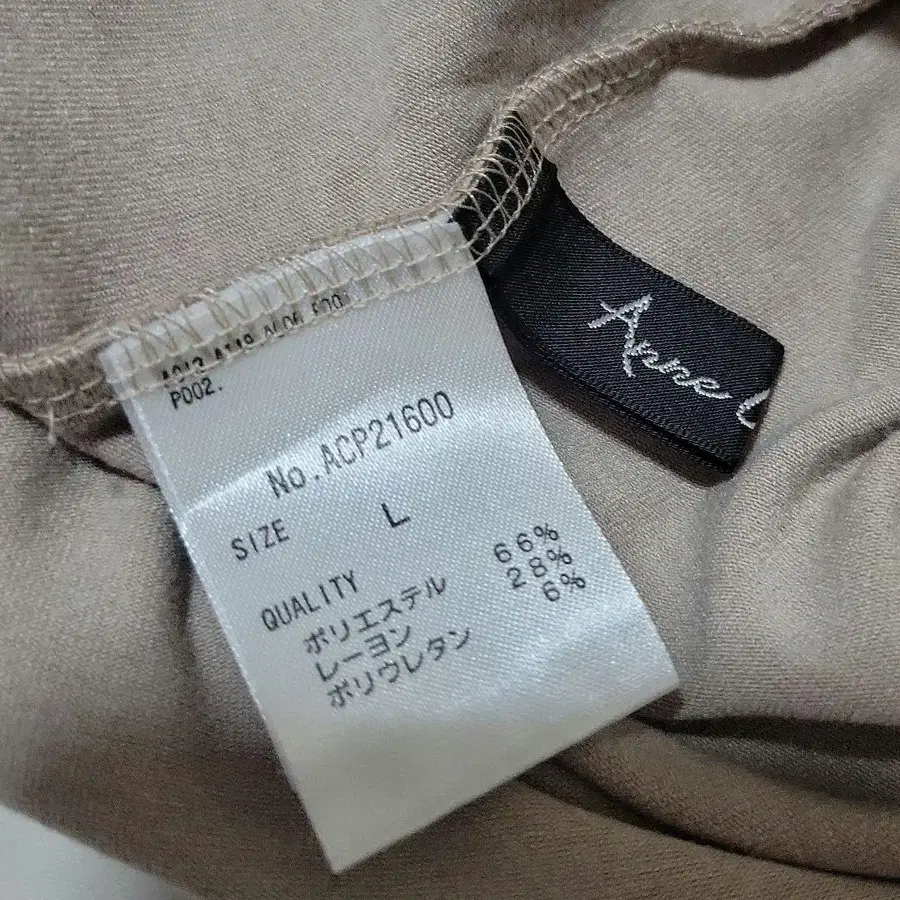 P002.
No.ACP21600
SIZE L
QUALITY
ポリエステル 66%
レーヨン 28%
ポリウレタン 6%
Anne